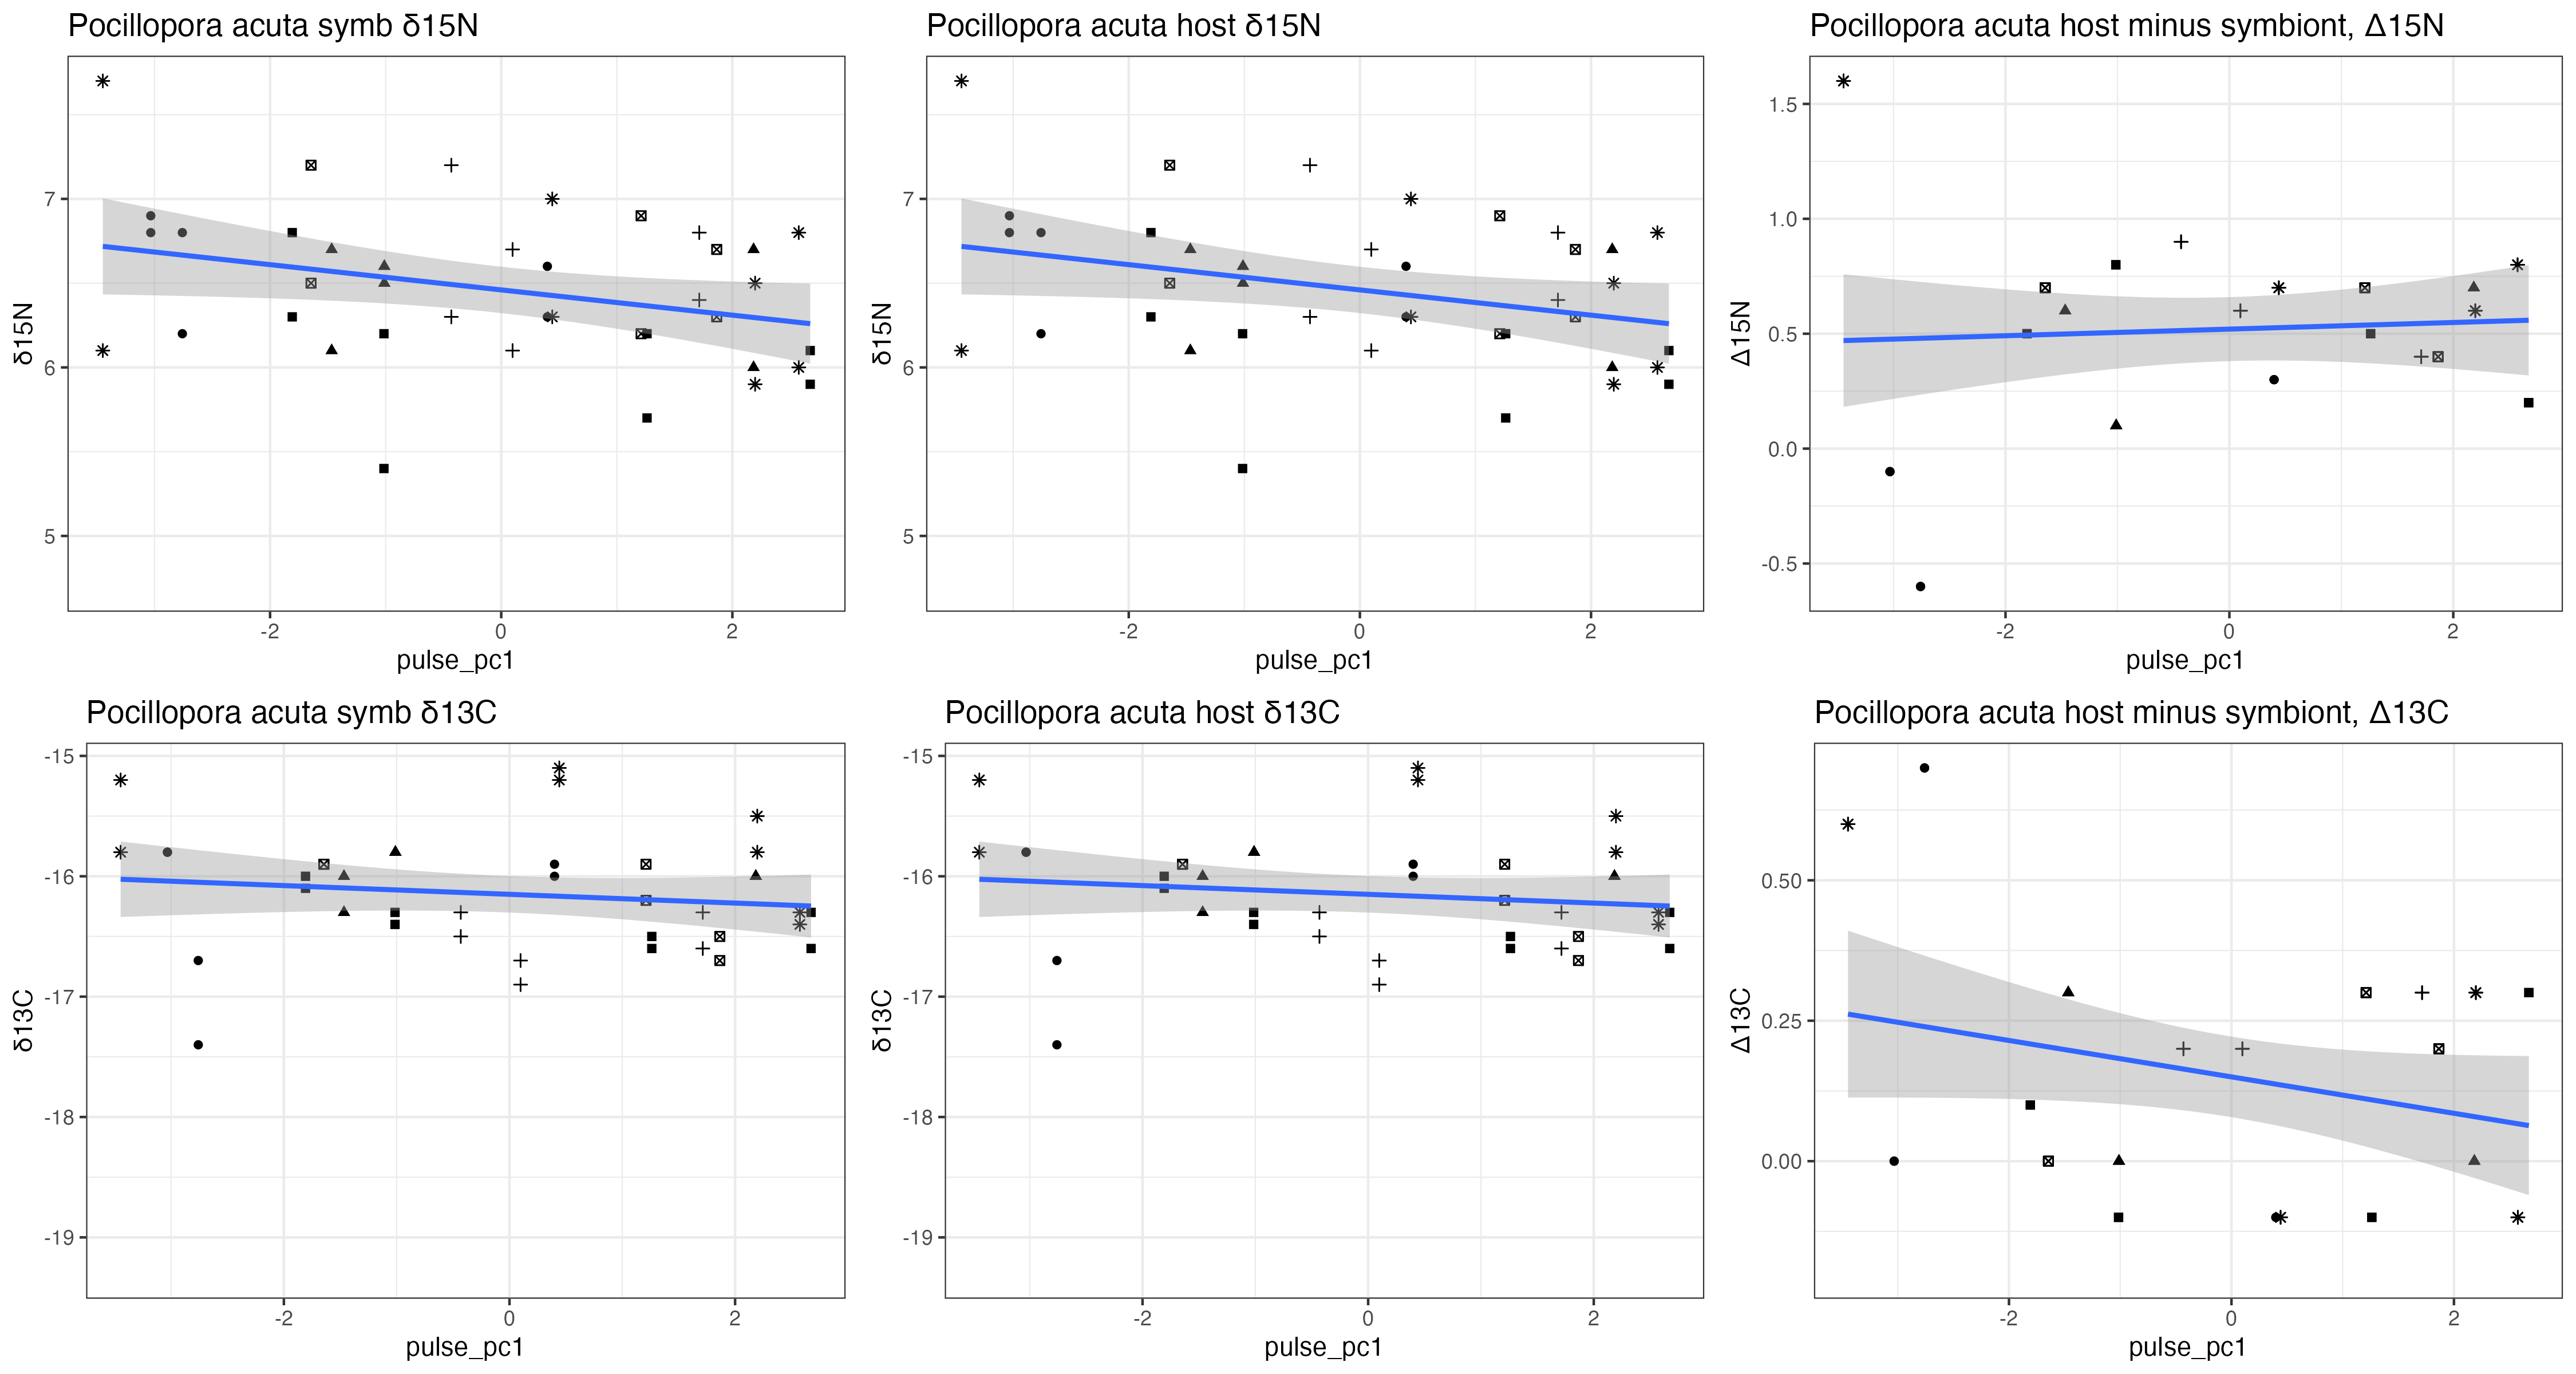 Pocillopora acuta symb δ15N
7
6
5
δ15N
-2
0
2
pulse_pc1
Pocillopora acuta host δ15N
7
6
5
δ15N
-2
0
2
pulse_pc1
Pocillopora acuta host minus symbiont, Δ15N
1.5
1.0
0.5
0.0
-0.5
Δ15N
-2
0
2
pulse_pc1
Pocillopora acuta symb δ13C
-15
-16
-17
-18
-19
δ13C
-2
0
2
pulse_pc1
Pocillopora acuta host δ13C
-15
-16
-17
-18
-19
δ13C
-2
0
2
pulse_pc1
Pocillopora acuta host minus symbiont, Δ13C
0.50
0.25
0.00
Δ13C
-2
0
2
pulse_pc1